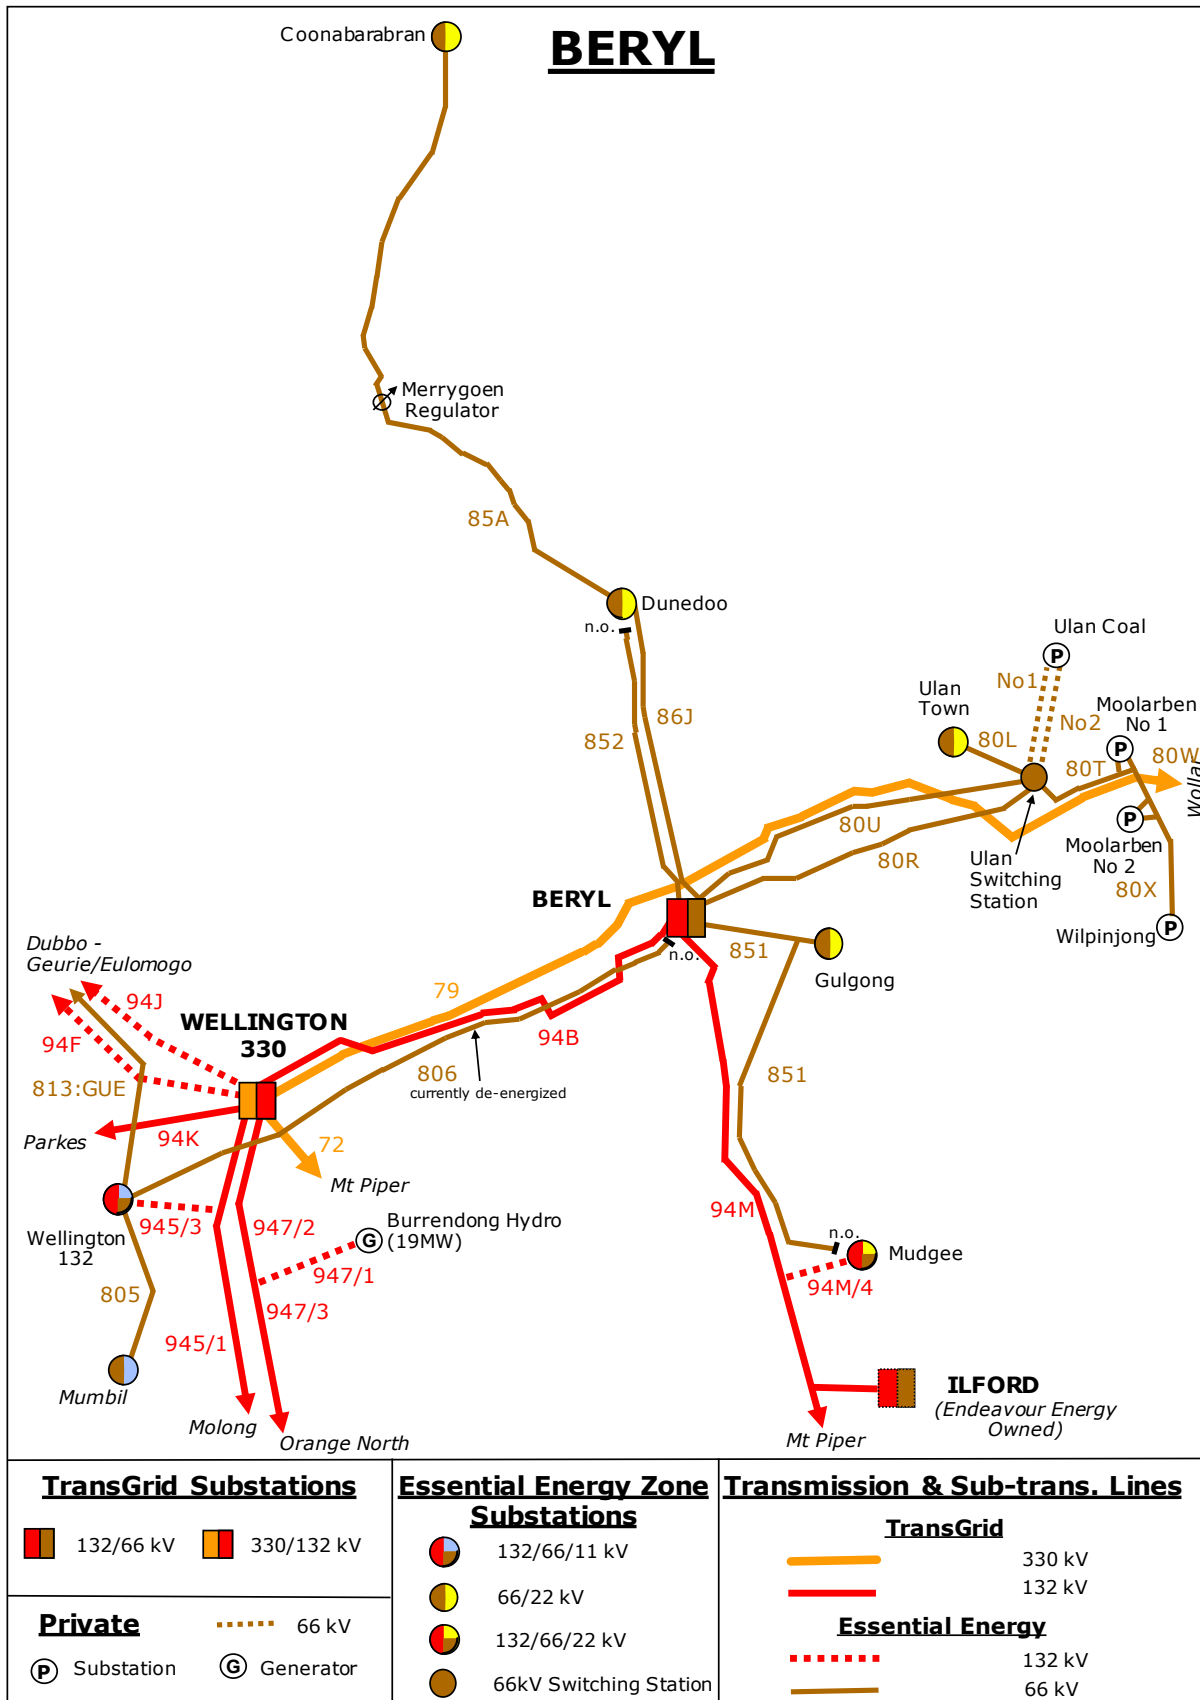 BERYL
Coonabarabran
Merrygoen
Regulator
85A
Dunedoo
n.o.
Ulan Coal
No1
No2
Ulan
Town
80L
Moolarben
No 1
80T
80W
Wollar
86J
852
80U
80R
Ulan
Switching
Station
Moolarben
No 2
80X
Wilpinjong
BERYL
n.o.
851
Gulgong
Dubbo -
Geurie/Eulomogo
94J
94F
79
WELLINGTON
330
94B
806
currently de-energized
813:GUE
851
Parkes
94K
72
Mt Piper
945/3
947/2
Burrendong Hydro
(19MW)
G
947/1
94M
n.o.
Mudgee
94M/4
Wellington
132
805
947/3
945/1
Mumbil
Molong
Orange North
ILFORD
(Endeavour Energy
Owned)
Mt Piper
P
P
P
P
TransGrid Substations
132/66 kV
330/132 kV
Private
66 kV
P Substation
G Generator
Essential Energy Zone
Substations
132/66/11 kV
66/22 kV
132/66/22 kV
66kV Switching Station
Transmission & Sub-trans. Lines
TransGrid
330 kV
132 kV
Essential Energy
132 kV
66 kV